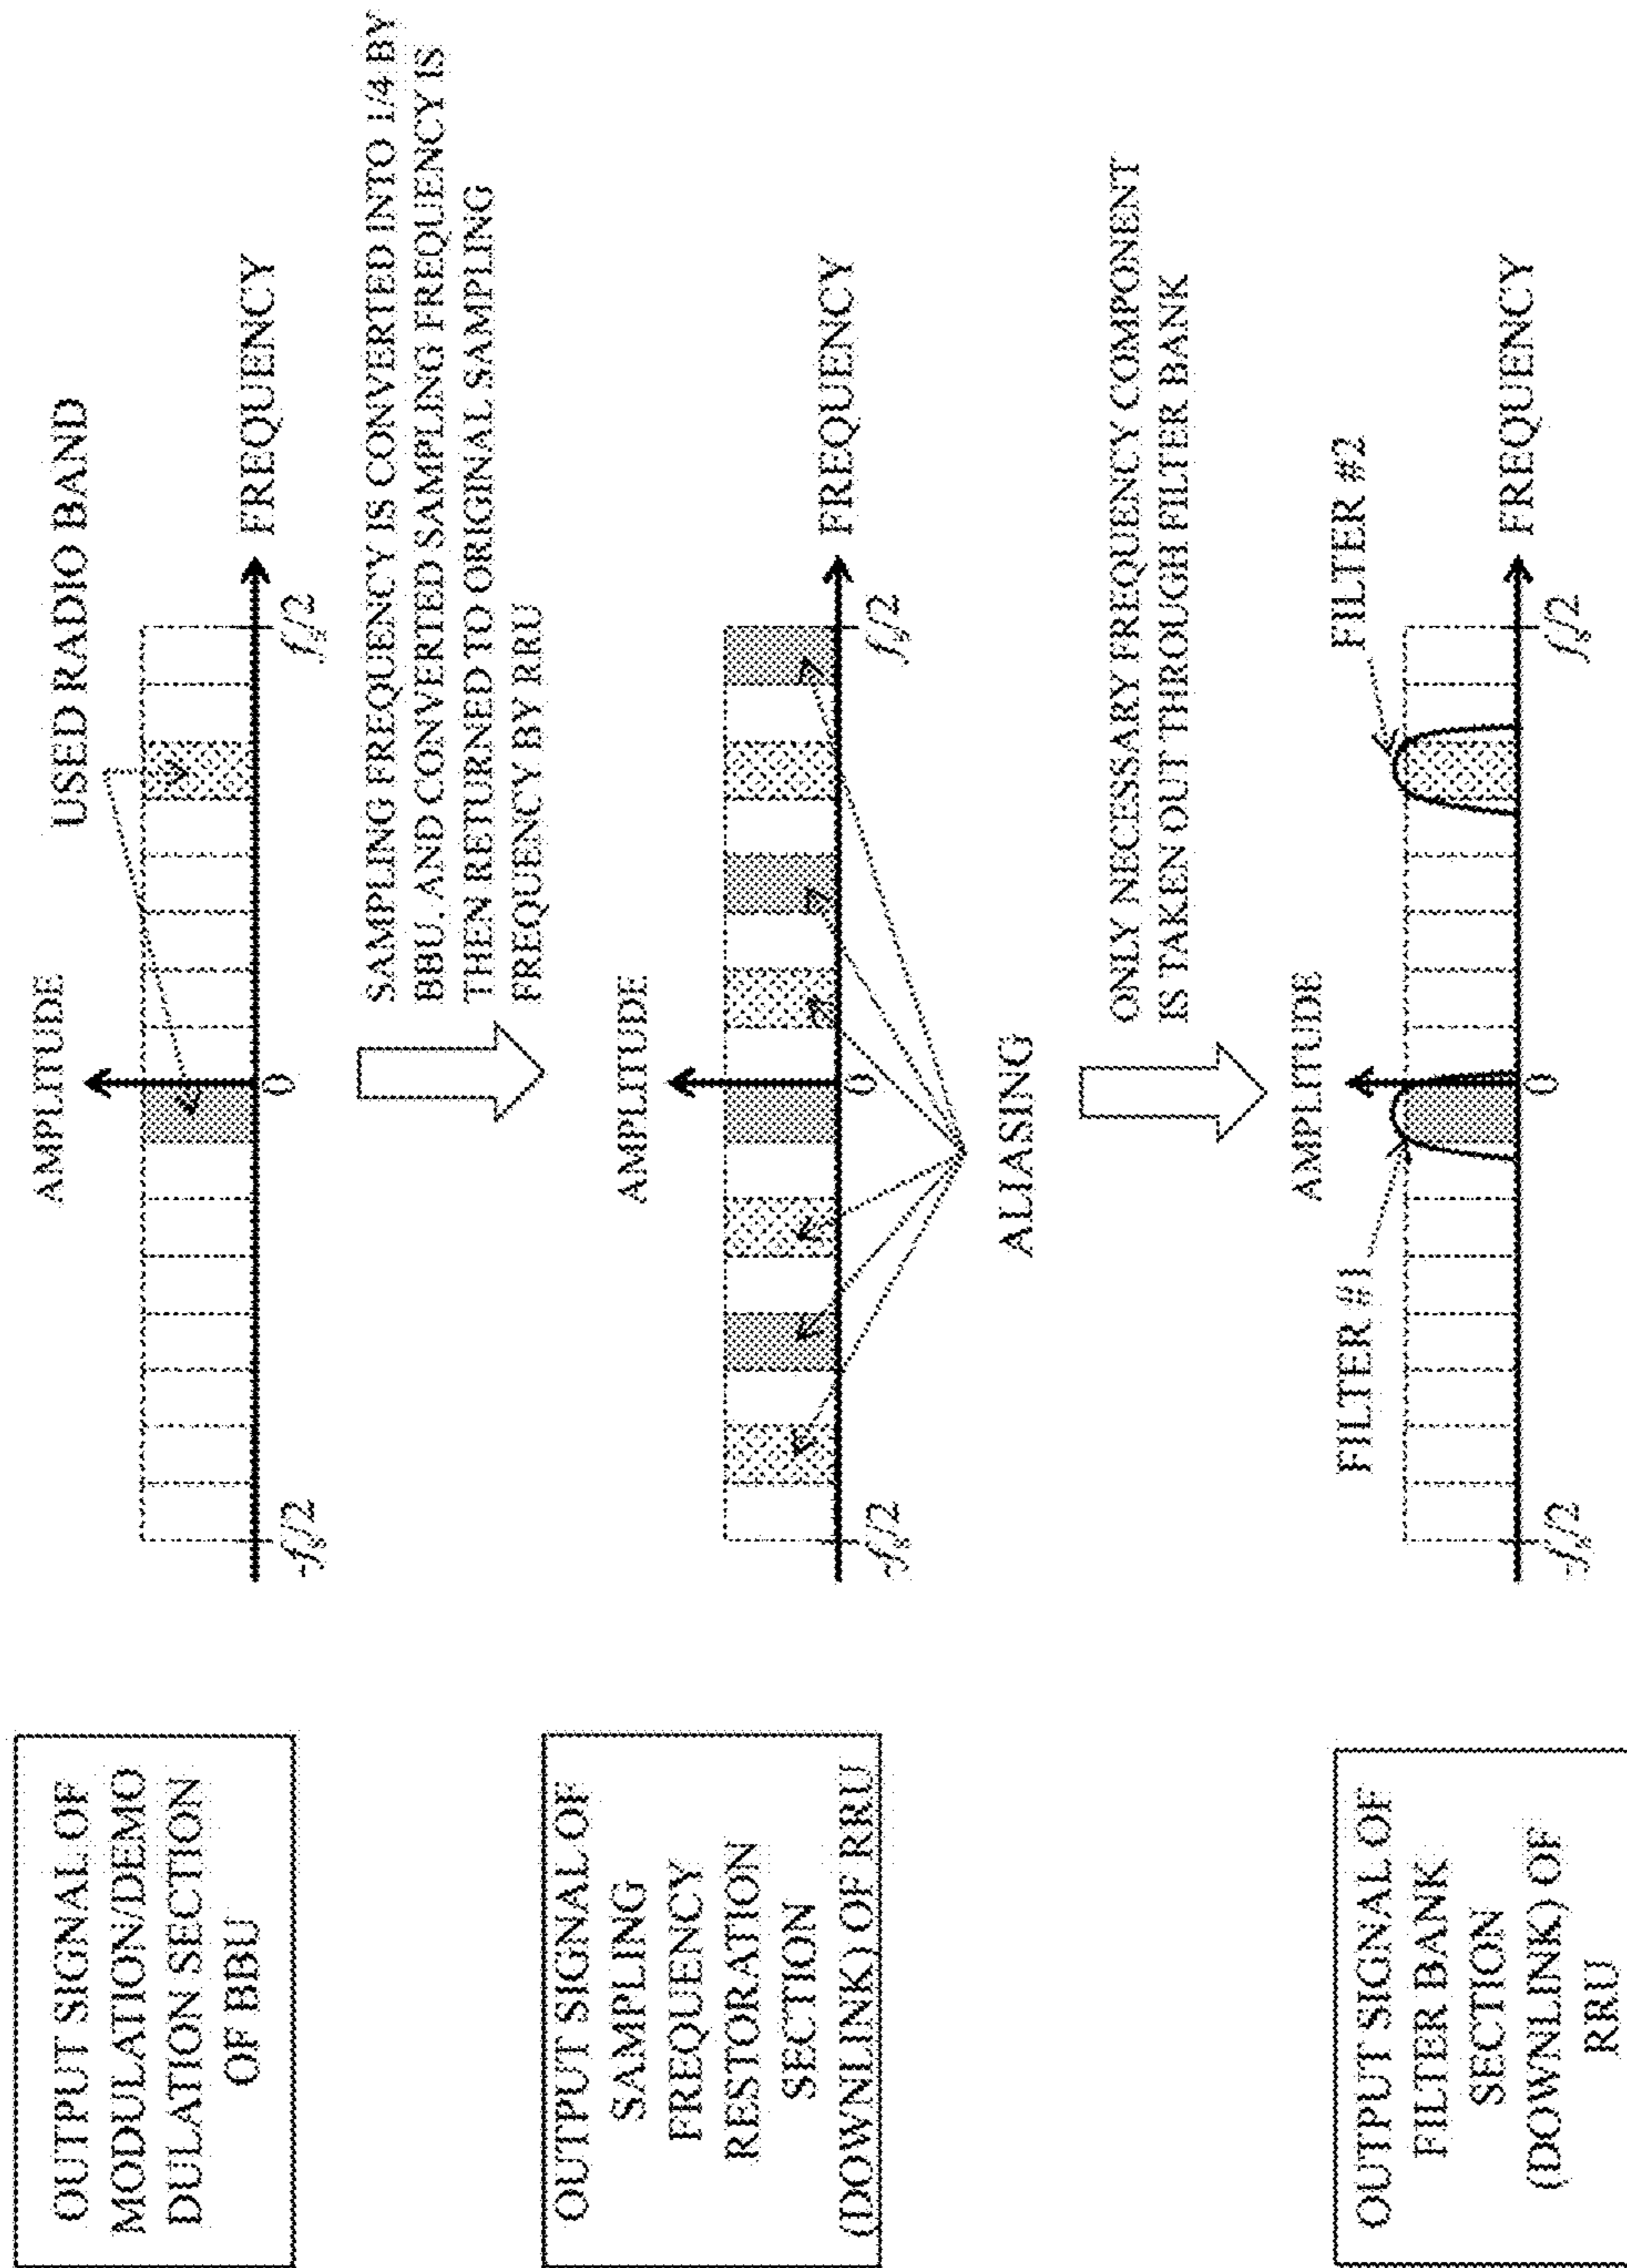 OUTPUT SIGNAL OF
MODULATION/DEMO
DULATION SECTION
OF BBU
AMPLITUDE
USED RADIO BAND
-fs/2
0
fs/2
FREQUENCY
SAMPLING FREQUENCY IS CONVERTED INTO 1/4 BY
BBU, AND CONVERTED SAMPLING FREQUENCY IS
THEN RETURNED TO ORIGINAL SAMPLING
FREQUENCY BY RRU
OUTPUT SIGNAL OF
SAMPLING
FREQUENCY
RESTORATION
SECTION
(DOWNLINK) OF RRU
AMPLITUDE
-fs/2
0
fs/2
FREQUENCY
ALIASING
ONLY NECESSARY FREQUENCY COMPONENT
IS TAKEN OUT THROUGH FILTER BANK
OUTPUT SIGNAL OF
FILTER BANK
SECTION
(DOWNLINK) OF
RRU
AMPLITUDE
FILTER #1
FILTER #2
-fs/2
0
fs/2
FREQUENCY